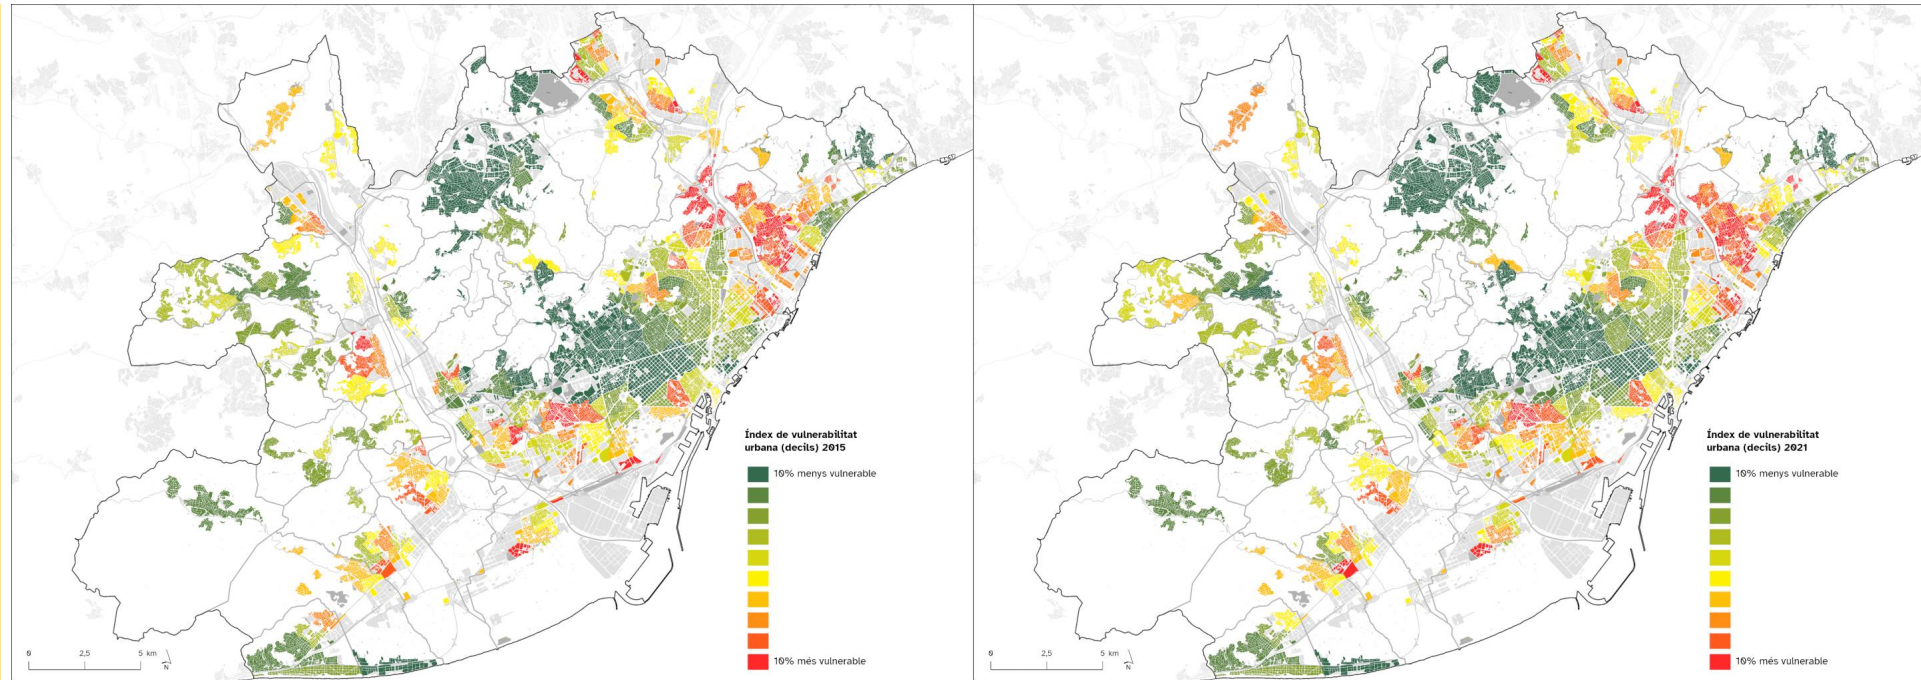 Índex de vulnerabilitat
urbana (decils) 2015
10% menys vulnerable
10% més vulnerable
0 2,5 5 km
N
Índex de vulnerabilitat
urbana (decils) 2021
10% menys vulnerable
10% més vulnerable
0 2,5 5 km
N